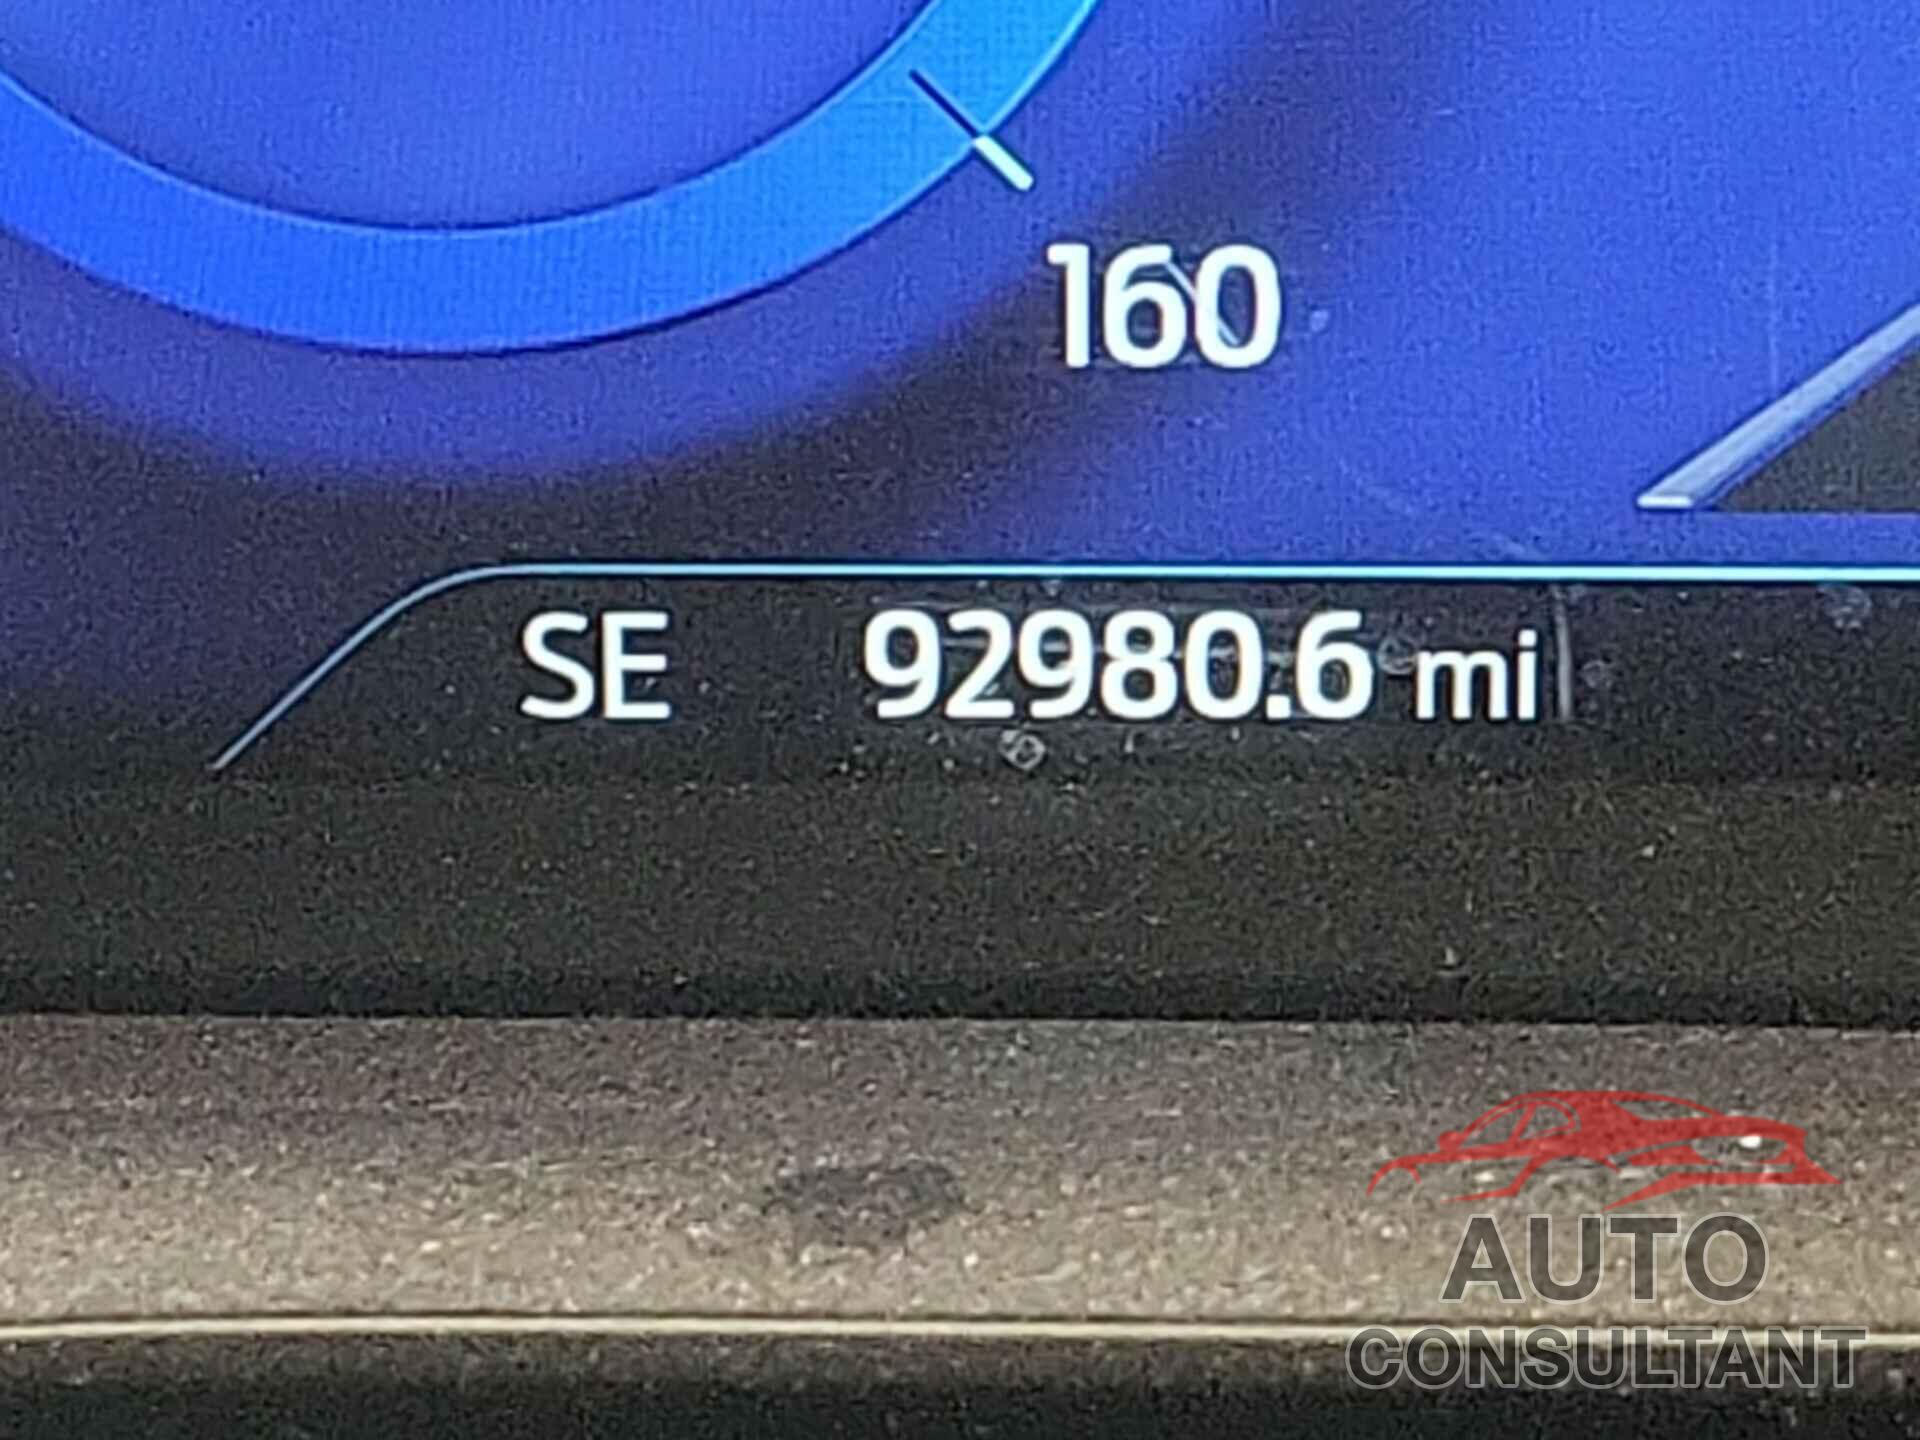 160
SE 92980.6 mi
AUTO
CONSULTANT